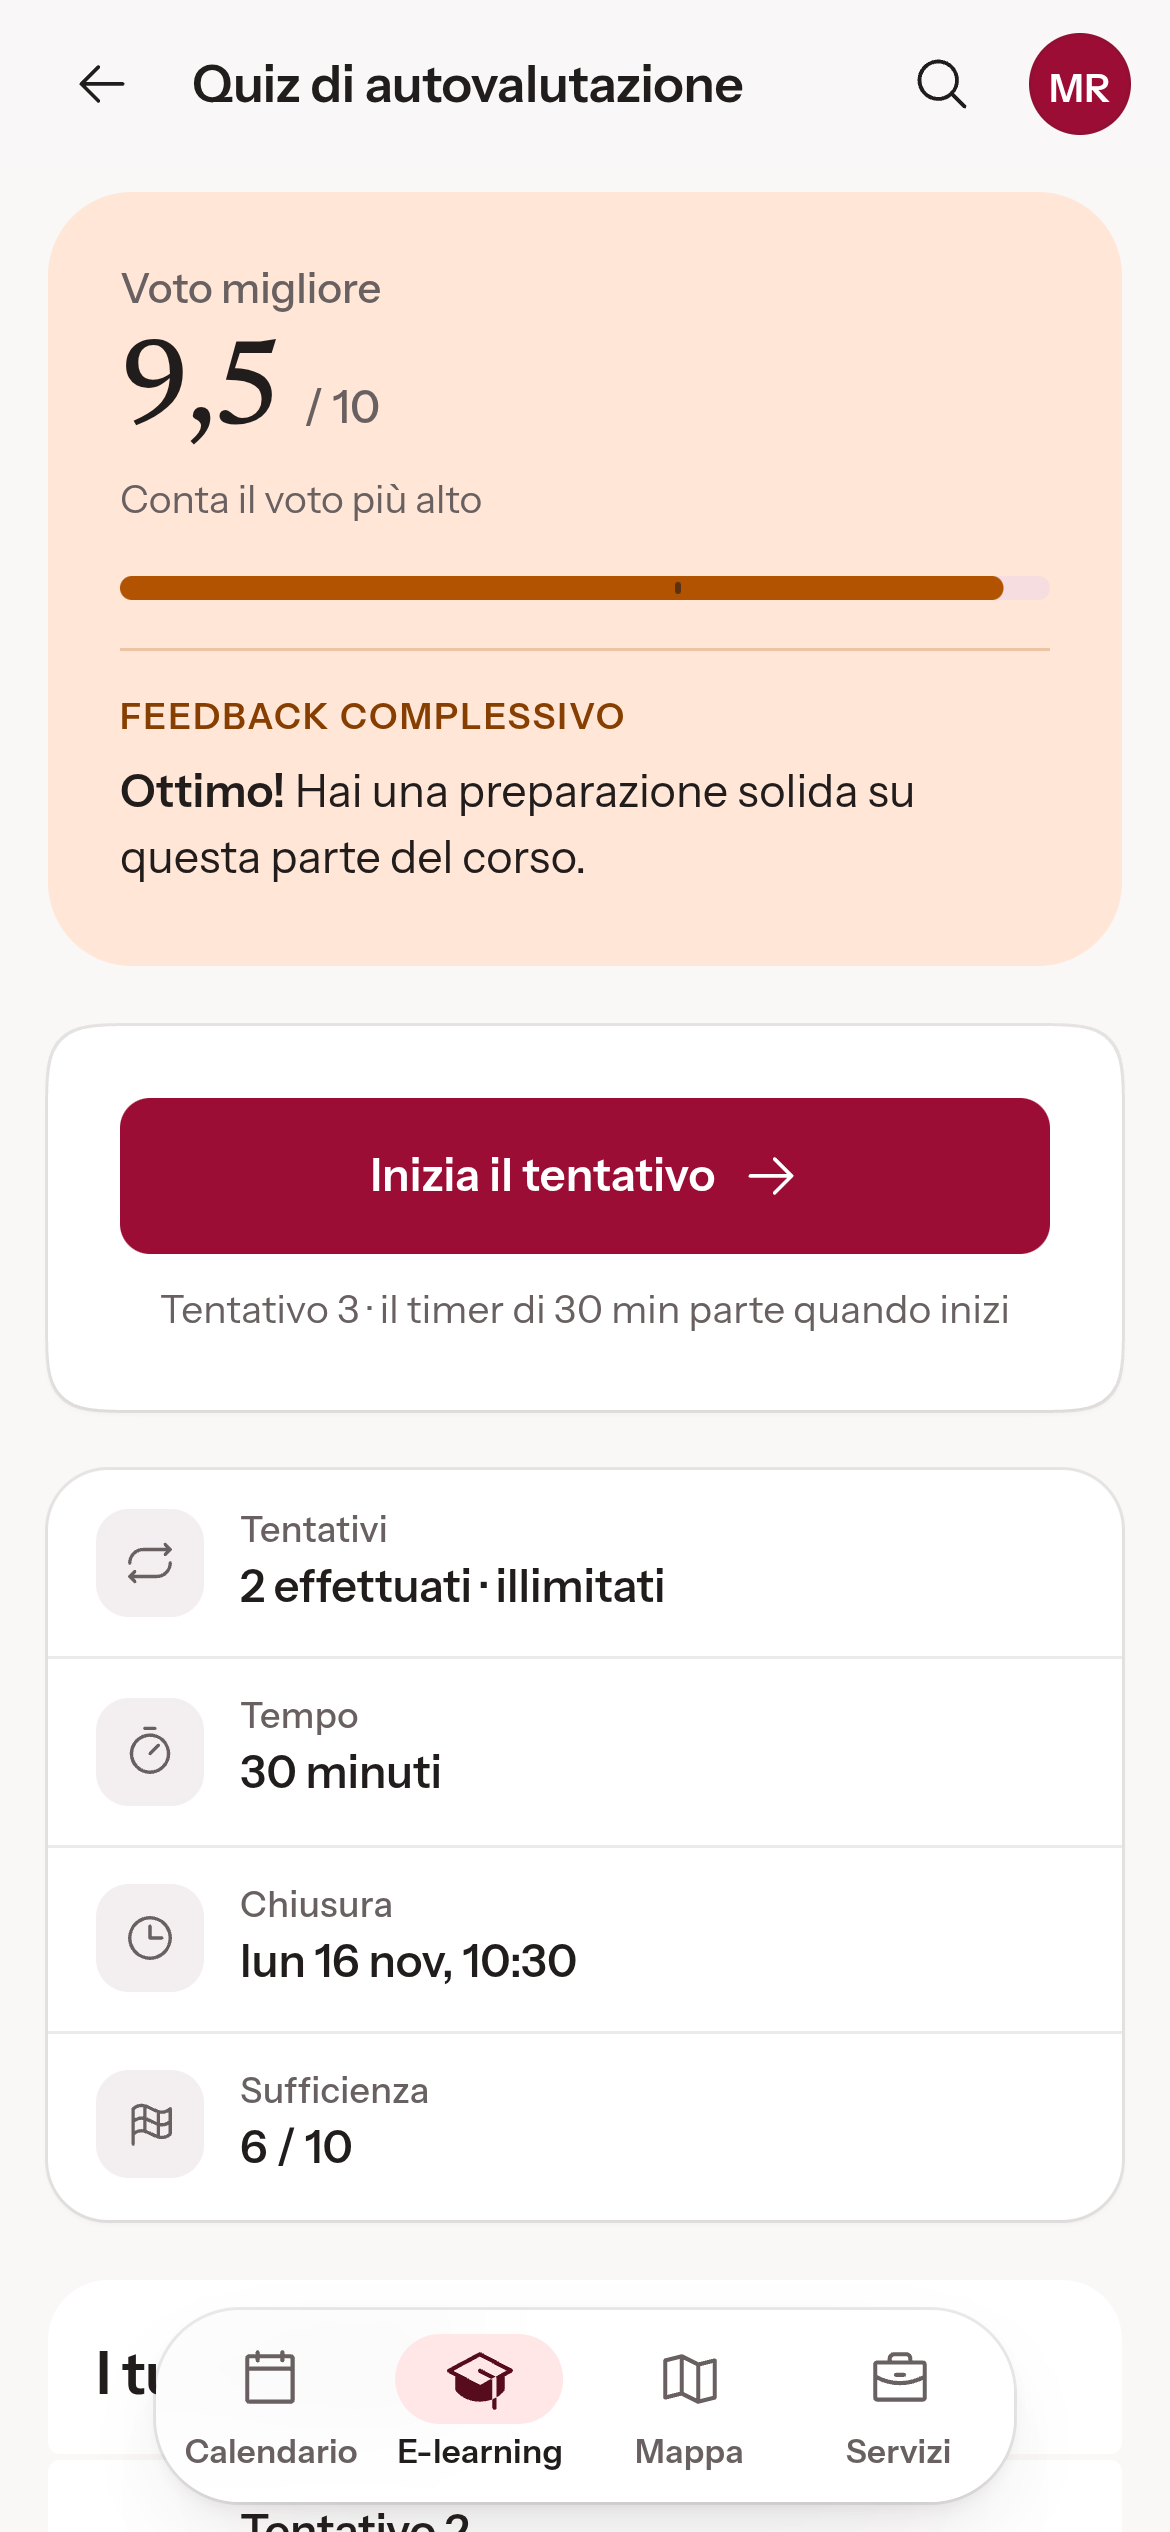 Quiz di autovalutazione
MR
Voto migliore
9,5 / 10
Conta il voto più alto
FEEDBACK COMPLESSIVO
Ottimo! Hai una preparazione solida su
questa parte del corso.
Inizia il tentativo
Tentativo 3 · il timer di 30 min parte quando inizi
Tentativi
2 effettuati · illimitati
Tempo
30 minuti
Chiusura
lun 16 nov, 10:30
Sufficienza
6 / 10
I
Calendario
E-learning
Mappa
Servizi
Tentativo 2